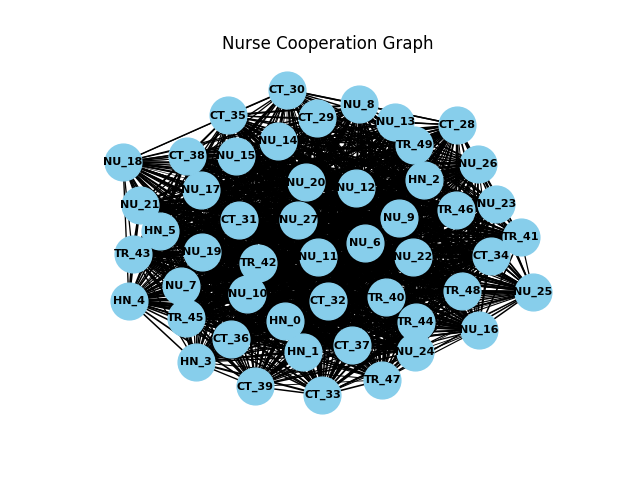 Nurse Cooperation Graph
CT_30
NU_8
CT_35
CT_29
NU_13
CT_28
NU_14
TR_49
CT_38
NU_15
NU_18
NU_26
NU_17
NU_20
NU_12
HN_2
NU_21
NU_23
TR_46
CT_31
NU_27
NU_9
HN_5
TR_41
NU_6
TR_43
NU_19
TR_42
NU_11
NU_22
CT_34
NU_7
NU_10
TR_48
NU_25
HN_4
CT_32
TR_40
TR_45
HN_0
TR_44
NU_16
CT_36
HN_1
CT_37
NU_24
HN_3
CT_39
TR_47
CT_33